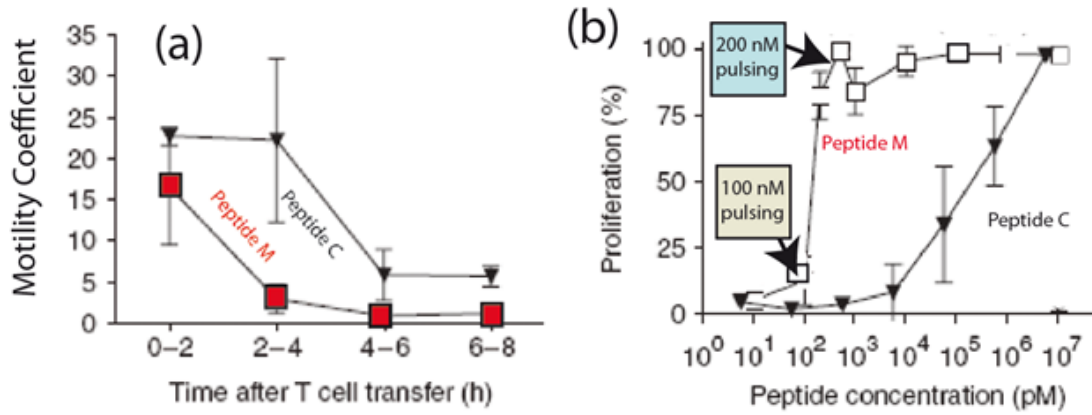 (a)
Motility Coefficient
35
30
25
20
15
10
5
0
Peptide M
Peptide C
0–2
2–4
4–6
6–8
Time after T cell transfer (h)
(b)
200 nM
pulsing
100 nM
pulsing
Proliferation (%)
100
75
50
25
0
Peptide M
Peptide C
10⁰ 10¹ 10² 10³ 10⁴ 10⁵ 10⁶ 10⁷
Peptide concentration (pM)